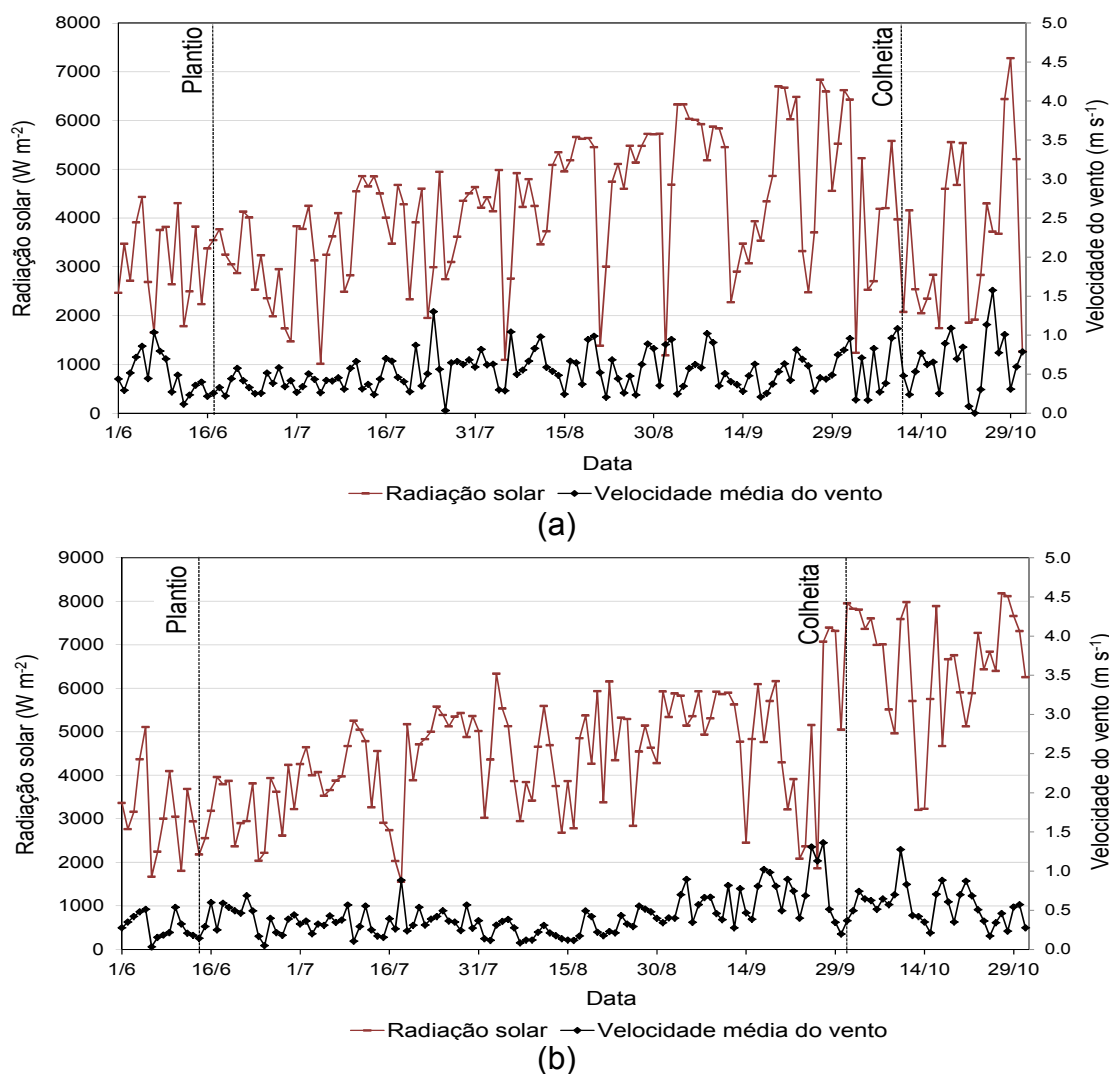 8000
7000
6000
5000
4000
3000
2000
1000
0
Radiação solar (W m-2)
5.0
4.5
4.0
3.5
3.0
2.5
2.0
1.5
1.0
0.5
0.0
Velocidade do vento (m s-1)
Plantio
Colheita
1/6 16/6 1/7 16/7 31/7 15/8 30/8 14/9 29/9 14/10 29/10
Data
Radiação solar Velocidade média do vento
(a)
9000
8000
7000
6000
5000
4000
3000
2000
1000
0
Radiação solar (W m-2)
5.0
4.5
4.0
3.5
3.0
2.5
2.0
1.5
1.0
0.5
0.0
Velocidade do vento (m s-1)
Plantio
Colheita
1/6 16/6 1/7 16/7 31/7 15/8 30/8 14/9 29/9 14/10 29/10
Data
Radiação solar Velocidade média do vento
(b)